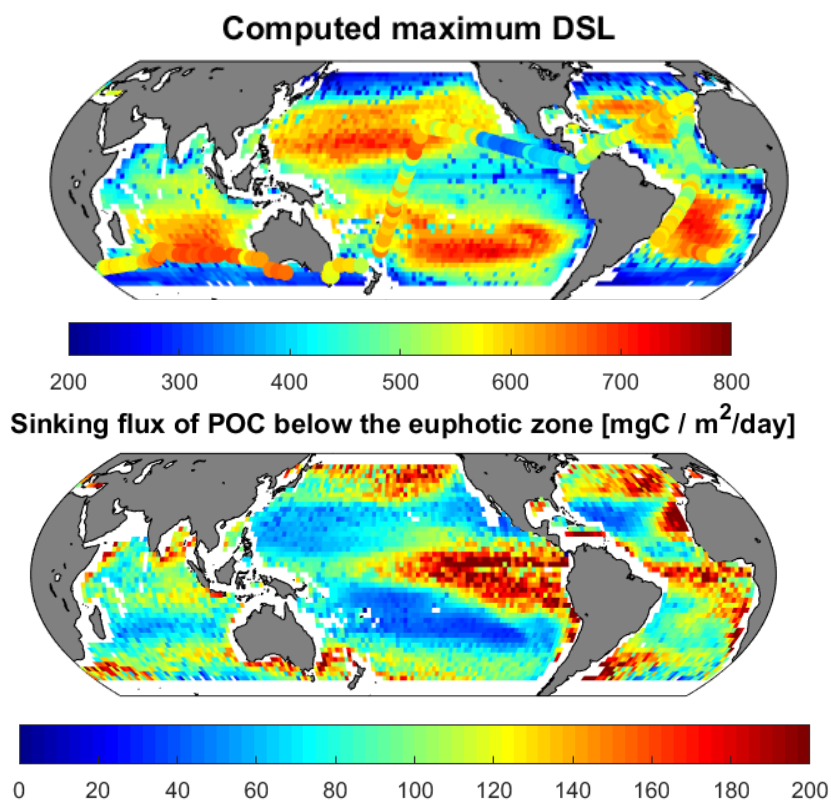 Computed maximum DSL
200 300 400 500 600 700 800
Sinking flux of POC below the euphotic zone [mgC / m²/day]
0 20 40 60 80 100 120 140 160 180 200